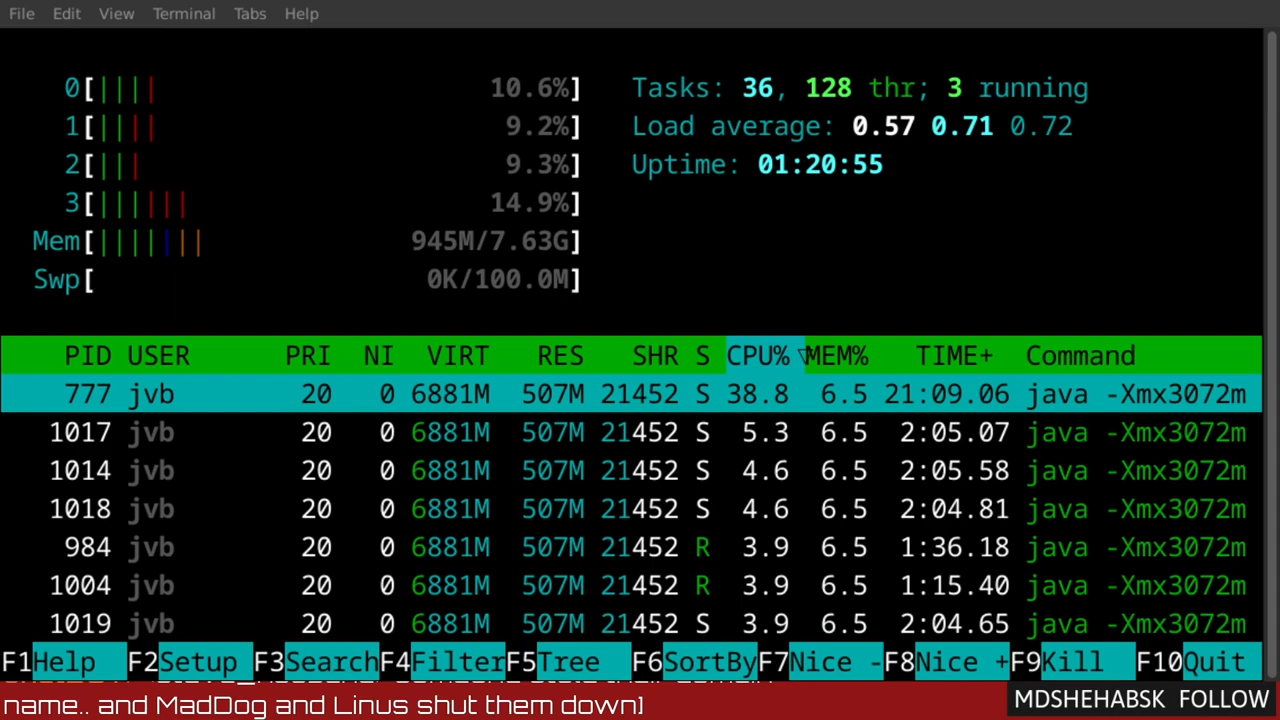 File Edit View Terminal Tabs Help
0[|||| 10.6%] Tasks: 36, 128 thr; 3 running
1[|||| 9.2%] Load average: 0.57 0.71 0.72
2[||| 9.3%] Uptime: 01:20:55
3[|||||| 14.9%]
Mem[||||||| 945M/7.63G]
Swp[ 0K/100.0M]
PID USER PRI NI VIRT RES SHR S CPU%▽MEM% TIME+ Command
777 jvb 20 0 6881M 507M 21452 S 38.8 6.5 21:09.06 java -Xmx3072m
1017 jvb 20 0 6881M 507M 21452 S 5.3 6.5 2:05.07 java -Xmx3072m
1014 jvb 20 0 6881M 507M 21452 S 4.6 6.5 2:05.58 java -Xmx3072m
1018 jvb 20 0 6881M 507M 21452 S 4.6 6.5 2:04.81 java -Xmx3072m
984 jvb 20 0 6881M 507M 21452 R 3.9 6.5 1:36.18 java -Xmx3072m
1004 jvb 20 0 6881M 507M 21452 R 3.9 6.5 1:15.40 java -Xmx3072m
1019 jvb 20 0 6881M 507M 21452 S 3.9 6.5 2:04.65 java -Xmx3072m
F1Help F2Setup F3Search F4Filter F5Tree F6SortBy F7Nice - F8Nice + F9Kill F10Quit
name.. and MadDog and Linus shut them down]
MDSHEHABSK FOLLOW